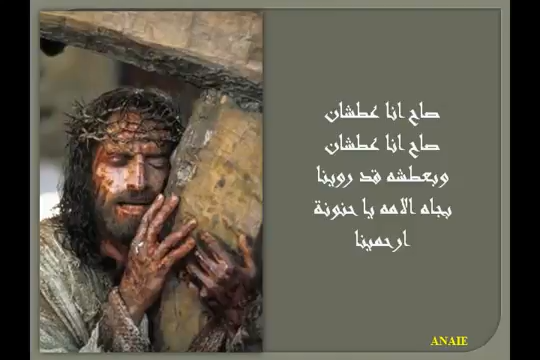 صاح انا عطشان
صاح انا عطشان
وبعطشه قد روينا
بجاه الامه يا حنونة
ارحمينا
ANAIE